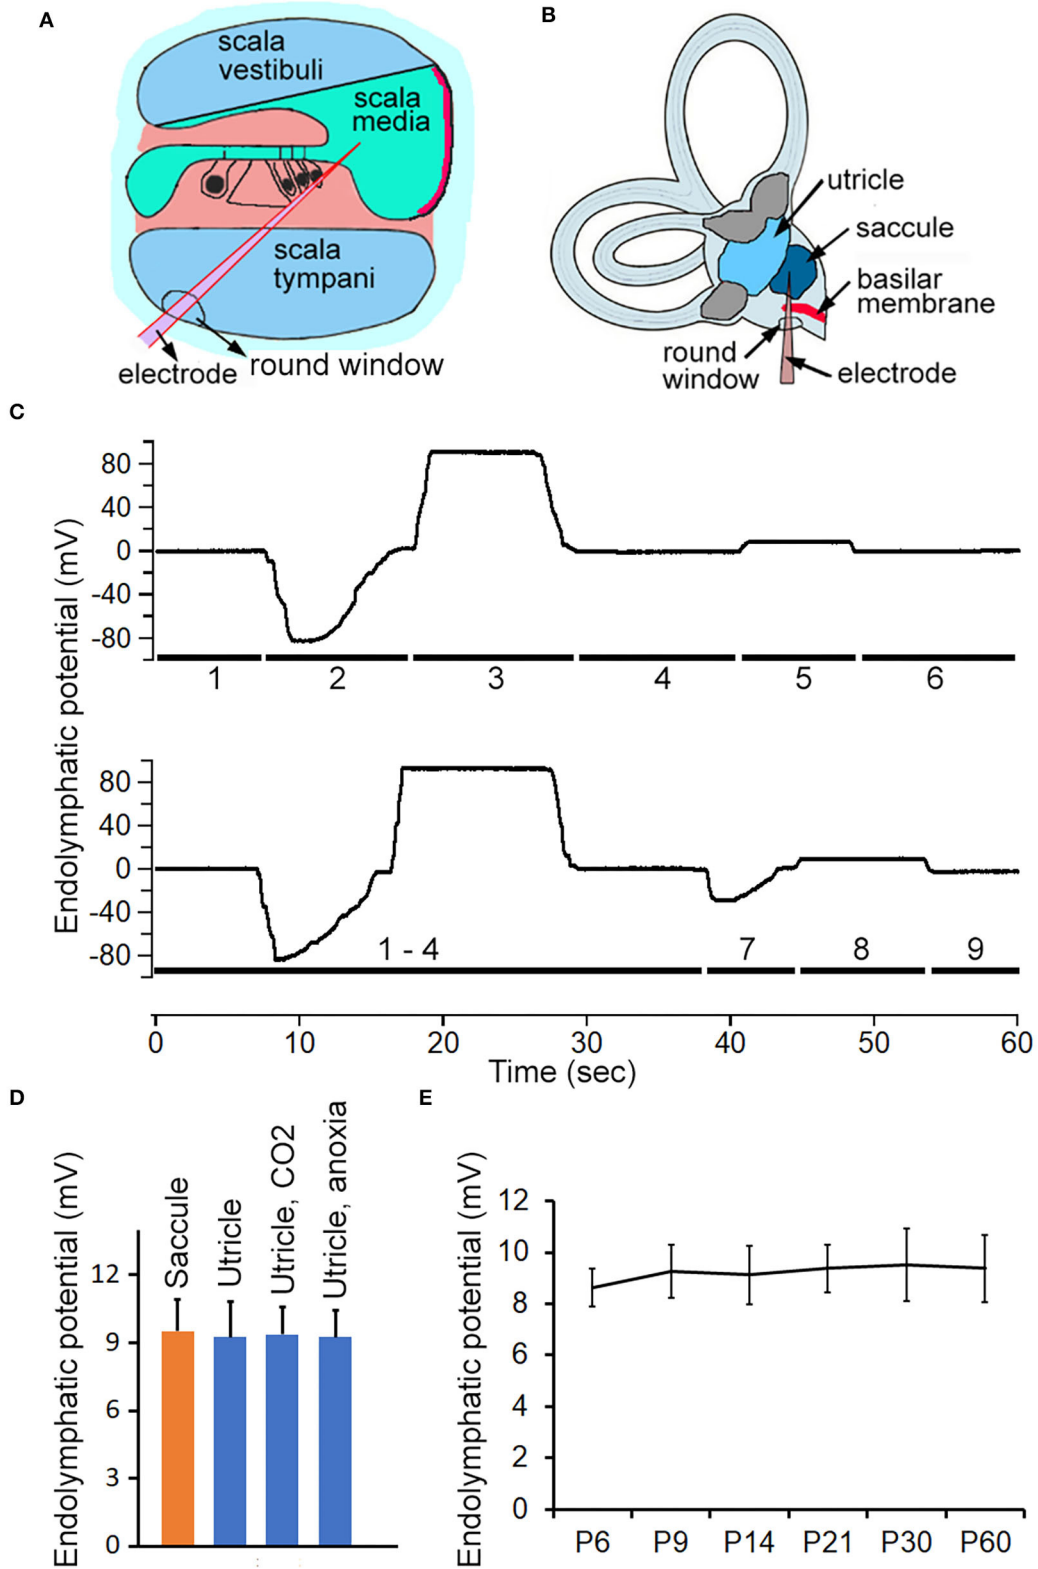 A
scala
vestibuli
scala
media
scala
tympani
electrode
round window
B
utricle
saccule
basilar
membrane
round
window
electrode
C
Endolymphatic potential (mV)
80
40
0
-40
-80
1 2 3 4 5 6
80
40
0
-40
-80
1 - 4 7 8 9
0 10 20 30 40 50 60
Time (sec)
D
Endolymphatic potential (mV)
12
9
6
3
0
Saccule
Utricle
Utricle, CO2
Utricle, anoxia
E
Endolymphatic potential (mV)
12
10
8
6
4
2
0
P6 P9 P14 P21 P30 P60